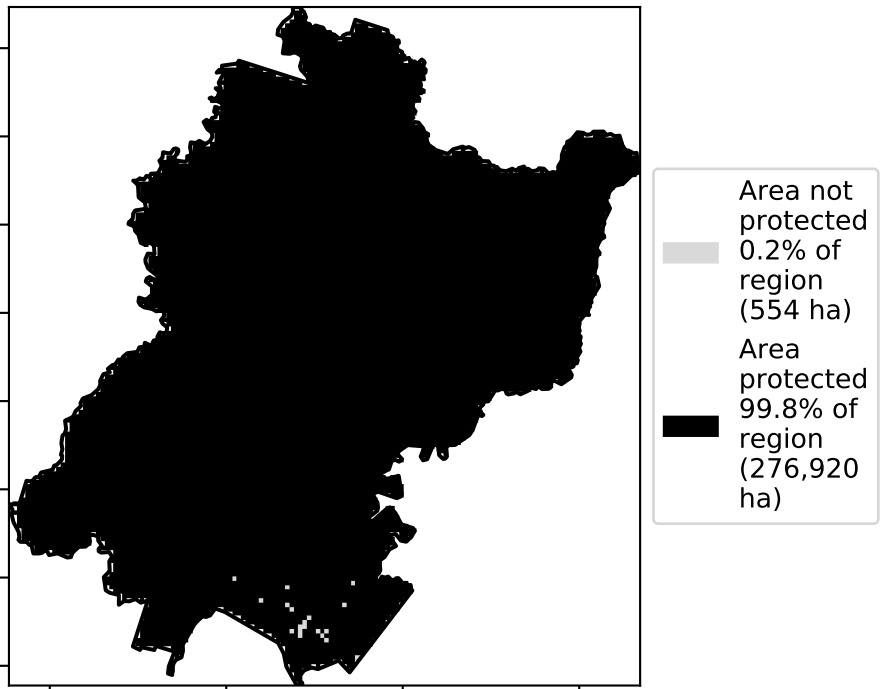 Area not
protected
0.2% of
region
(554 ha)
Area
protected
99.8% of
region
(276,920
ha)